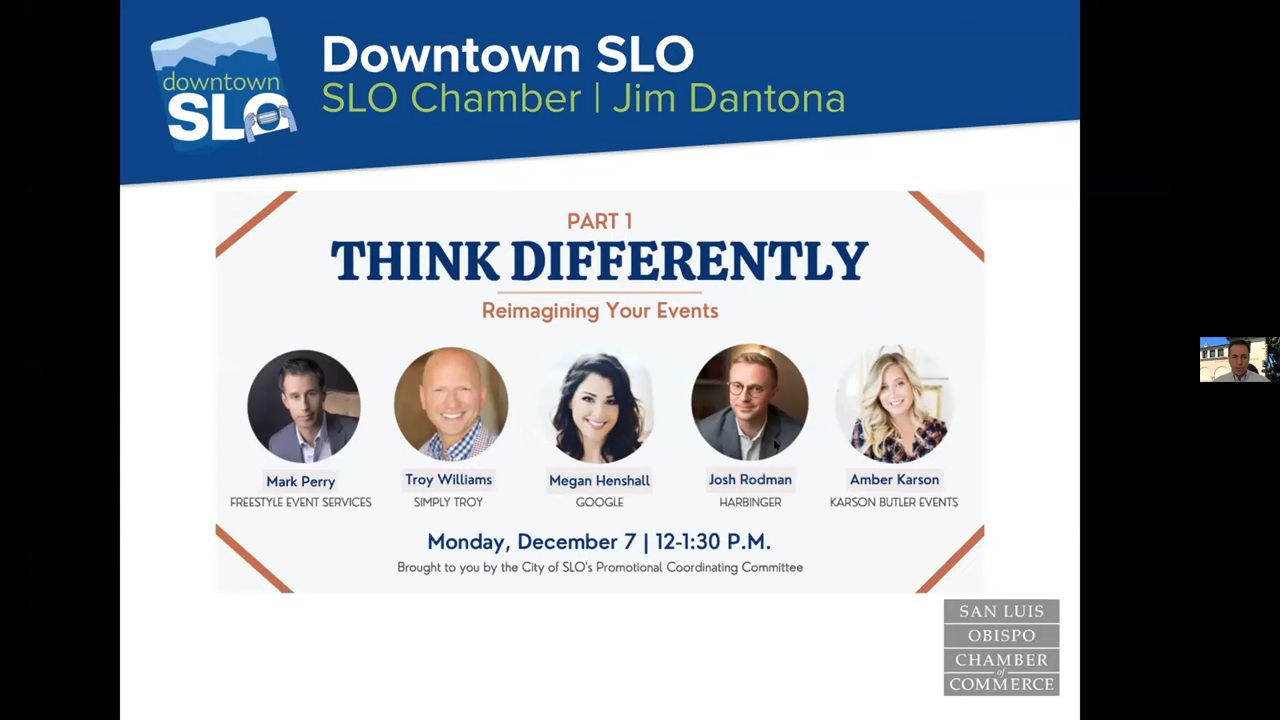 downtown
SLO
Downtown SLO
SLO Chamber | Jim Dantona
PART 1
THINK DIFFERENTLY
Reimagining Your Events
Mark Perry
FREESTYLE EVENT SERVICES
Troy Williams
SIMPLY TROY
Megan Henshall
GOOGLE
Josh Rodman
HARBINGER
Amber Karson
KARSON BUTLER EVENTS
Monday, December 7 | 12-1:30 P.M.
Brought to you by the City of SLO's Promotional Coordinating Committee
SAN LUIS
OBISPO
CHAMBER
of
COMMERCE